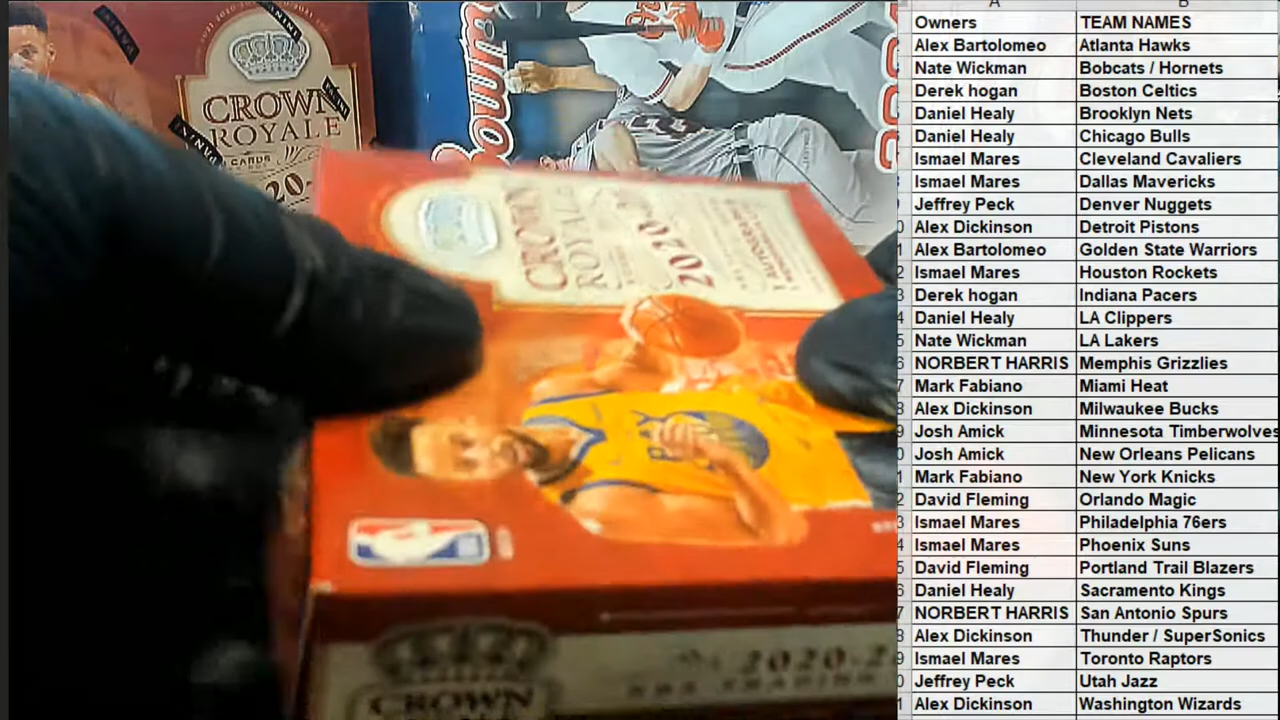 CROWN
ROYALE
CARDS
20-
PANINI
Bowman
CROWN
ROYALE
2020-21
CROWN
2020-21
A B
Owners TEAM NAMES
Alex Bartolomeo Atlanta Hawks
Nate Wickman Bobcats / Hornets
Derek hogan Boston Celtics
Daniel Healy Brooklyn Nets
Daniel Healy Chicago Bulls
Ismael Mares Cleveland Cavaliers
Ismael Mares Dallas Mavericks
Jeffrey Peck Denver Nuggets
Alex Dickinson Detroit Pistons
Alex Bartolomeo Golden State Warriors
Ismael Mares Houston Rockets
Derek hogan Indiana Pacers
Daniel Healy LA Clippers
Nate Wickman LA Lakers
NORBERT HARRIS Memphis Grizzlies
Mark Fabiano Miami Heat
Alex Dickinson Milwaukee Bucks
Josh Amick Minnesota Timberwolves
Josh Amick New Orleans Pelicans
Mark Fabiano New York Knicks
David Fleming Orlando Magic
Ismael Mares Philadelphia 76ers
Ismael Mares Phoenix Suns
David Fleming Portland Trail Blazers
Daniel Healy Sacramento Kings
NORBERT HARRIS San Antonio Spurs
Alex Dickinson Thunder / SuperSonics
Ismael Mares Toronto Raptors
Jeffrey Peck Utah Jazz
Alex Dickinson Washington Wizards